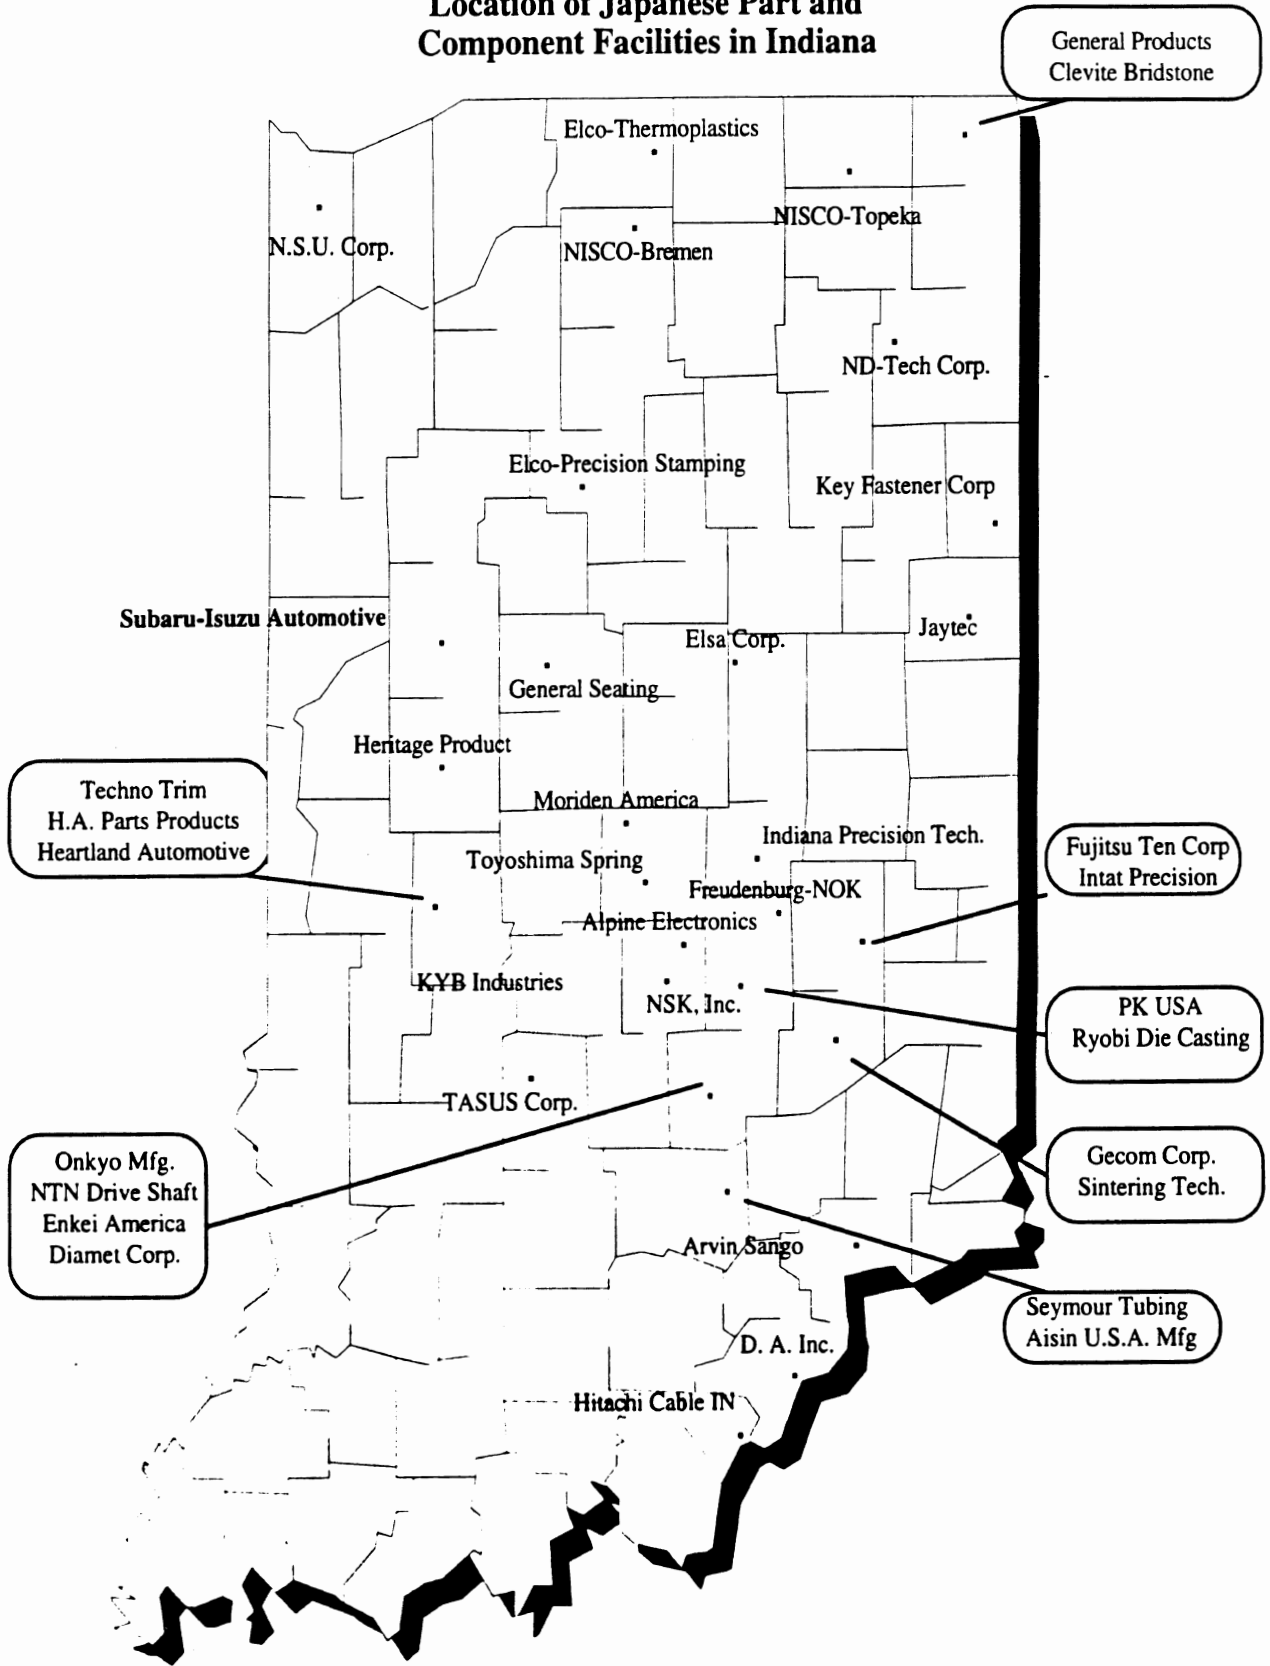 Location of Japanese Part and
Component Facilities in Indiana
General Products
Clevite Bridstone
Elco-Thermoplastics
NISCO-Topeka
N.S.U. Corp.
NISCO-Bremen
ND-Tech Corp.
Elco-Precision Stamping
Key Fastener Corp
Subaru-Isuzu Automotive
Jaytec
Elsa Corp.
General Seating
Heritage Product
Techno Trim
H.A. Parts Products
Heartland Automotive
Moriden America
Indiana Precision Tech.
Fujitsu Ten Corp
Intat Precision
Toyoshima Spring
Freudenburg-NOK
Alpine Electronics
KYB Industries
NSK, Inc.
PK USA
Ryobi Die Casting
TASUS Corp.
Onkyo Mfg.
NTN Drive Shaft
Enkei America
Diamet Corp.
Gecom Corp.
Sintering Tech.
Arvin Sango
Seymour Tubing
Aisin U.S.A. Mfg
D. A. Inc.
Hitachi Cable IN